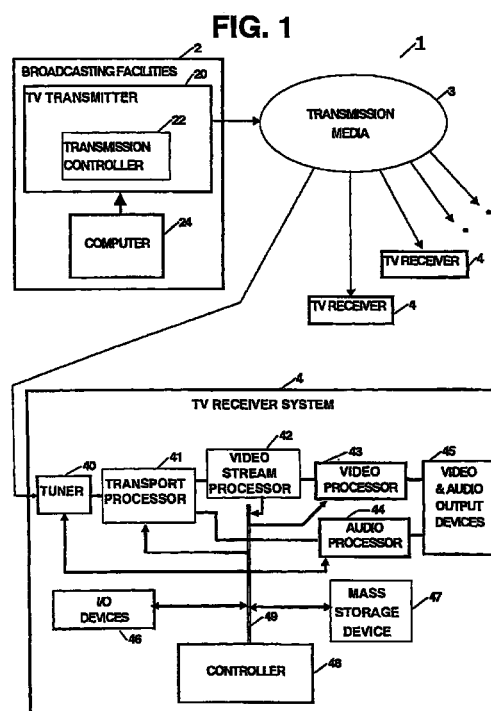 FIG. 1
1
2
BROADCASTING FACILITIES
20
TV TRANSMITTER
22
TRANSMISSION
CONTROLLER
24
COMPUTER
3
TRANSMISSION
MEDIA
TV RECEIVER
4
TV RECEIVER
4
4
TV RECEIVER SYSTEM
40
TUNER
41
TRANSPORT
PROCESSOR
42
VIDEO
STREAM
PROCESSOR
43
VIDEO
PROCESSOR
44
AUDIO
PROCESSOR
45
VIDEO
& AUDIO
OUTPUT
DEVICES
I/O
DEVICES
46
49
MASS
STORAGE
DEVICE
47
CONTROLLER
48